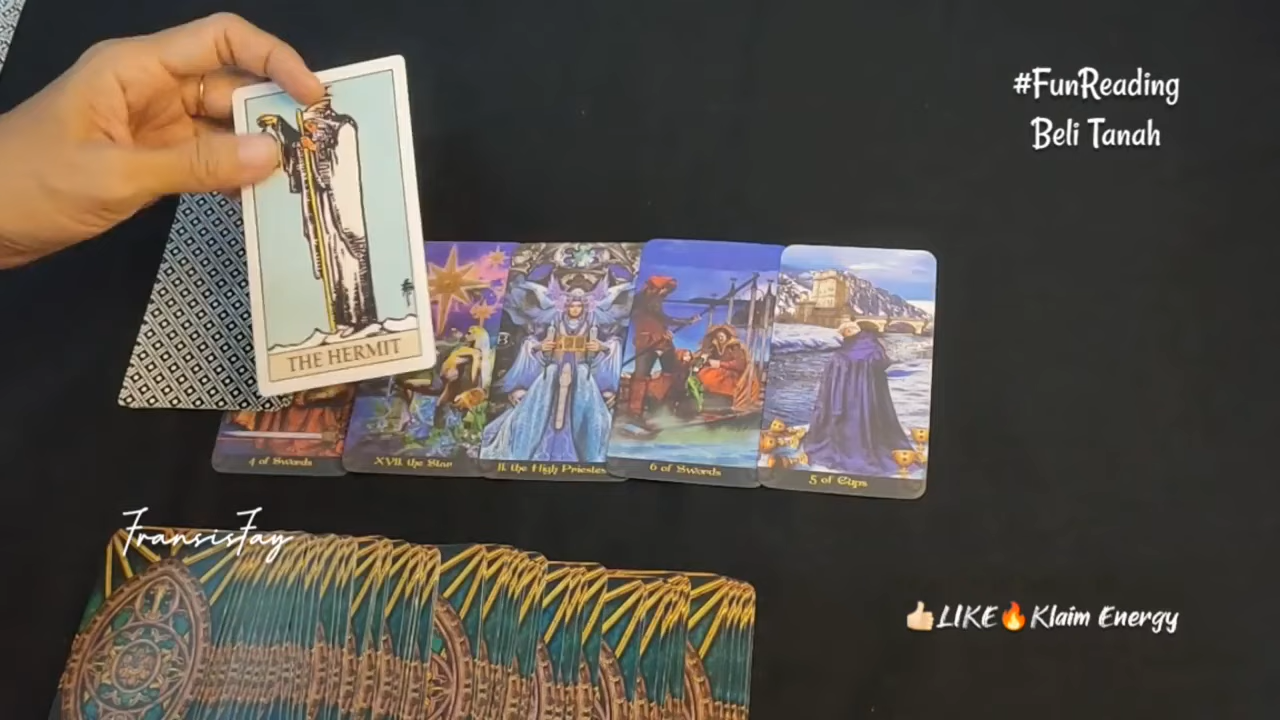 #FunReading
Beli Tanah
THE HERMIT
4 of Swords
XVII. the Star
II. the High Priestess
6 of Swords
5 of Cups
FransisFay
👍🏻LIKE🔥Klaim Energy